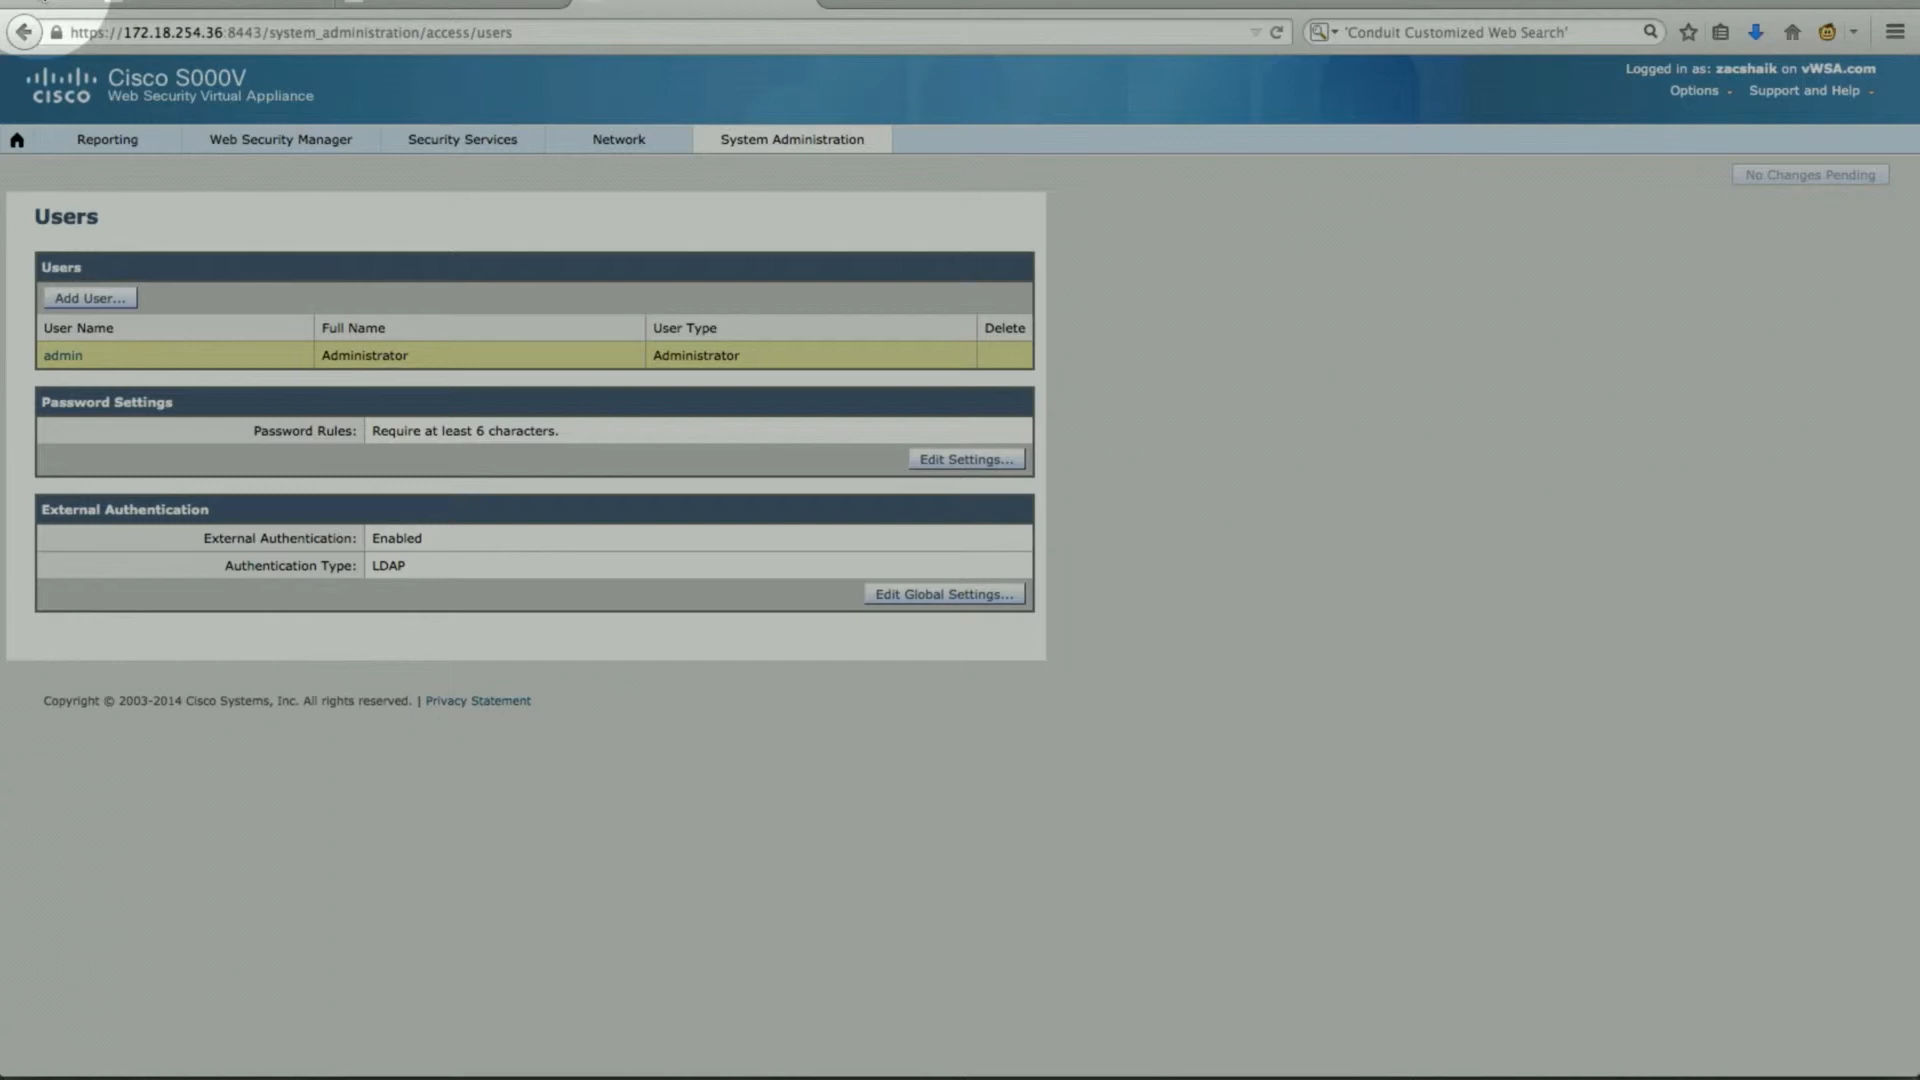 https://172.18.254.36:8443/system_administration/access/users
'Conduit Customized Web Search'
CISCO
Cisco S000V
Web Security Virtual Appliance
Logged in as: zacshaik on vWSA.com
Options
Support and Help
Reporting
Web Security Manager
Security Services
Network
System Administration
No Changes Pending
Users
Users
Add User...
User Name
Full Name
User Type
Delete
admin
Administrator
Administrator
Password Settings
Password Rules:
Require at least 6 characters.
Edit Settings...
External Authentication
External Authentication:
Enabled
Authentication Type:
LDAP
Edit Global Settings...
Copyright © 2003-2014 Cisco Systems, Inc. All rights reserved. | Privacy Statement